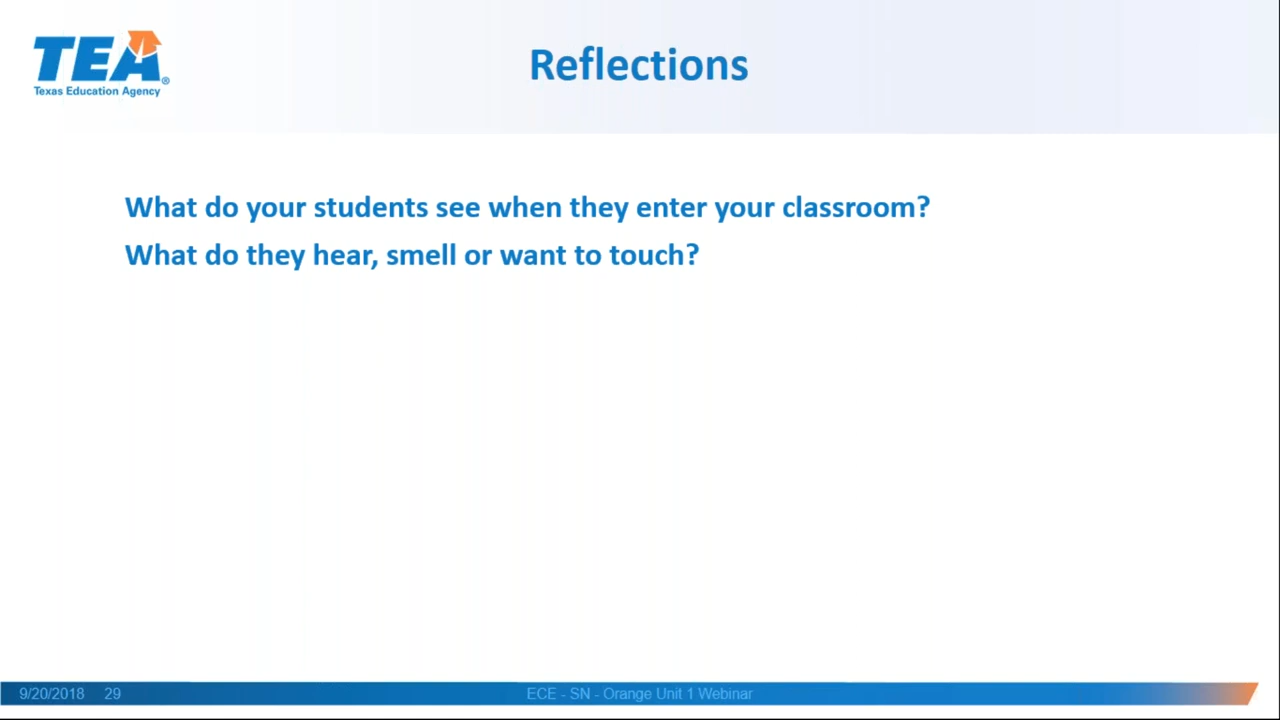 TEA
Texas Education Agency
Reflections
What do your students see when they enter your classroom?
What do they hear, smell or want to touch?
9/20/2018 29 ECE - SN - Orange Unit 1 Webinar